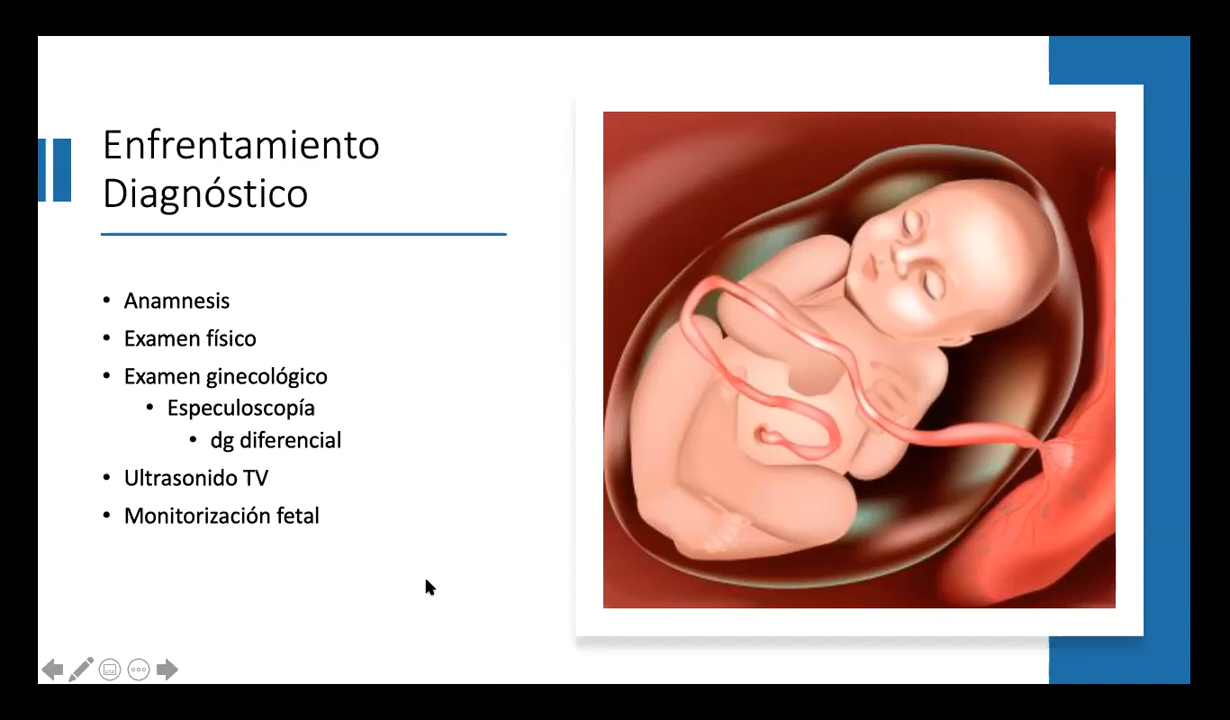 Enfrentamiento
Diagnóstico
• Anamnesis
• Examen físico
• Examen ginecológico
• Especuloscopía
• dg diferencial
• Ultrasonido TV
• Monitorización fetal